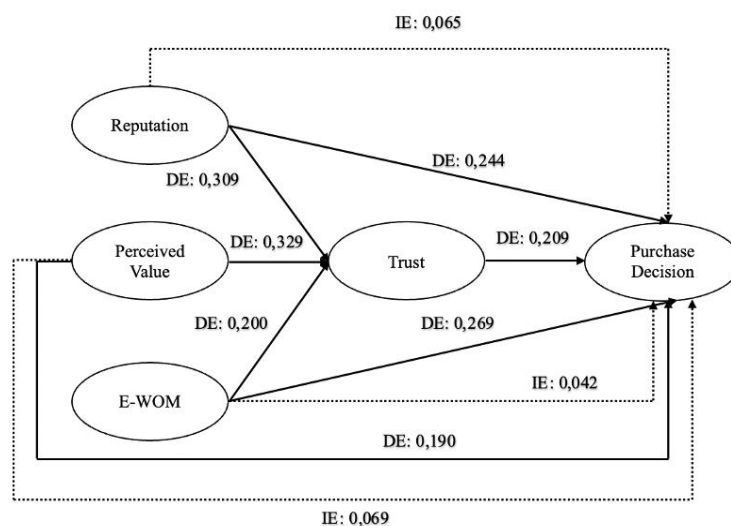 IE: 0,065
Reputation
DE: 0,244
DE: 0,309
Perceived
Value
DE: 0,329
Trust
DE: 0,209
Purchase
Decision
DE: 0,200
DE: 0,269
E-WOM
IE: 0,042
DE: 0,190
IE: 0,069